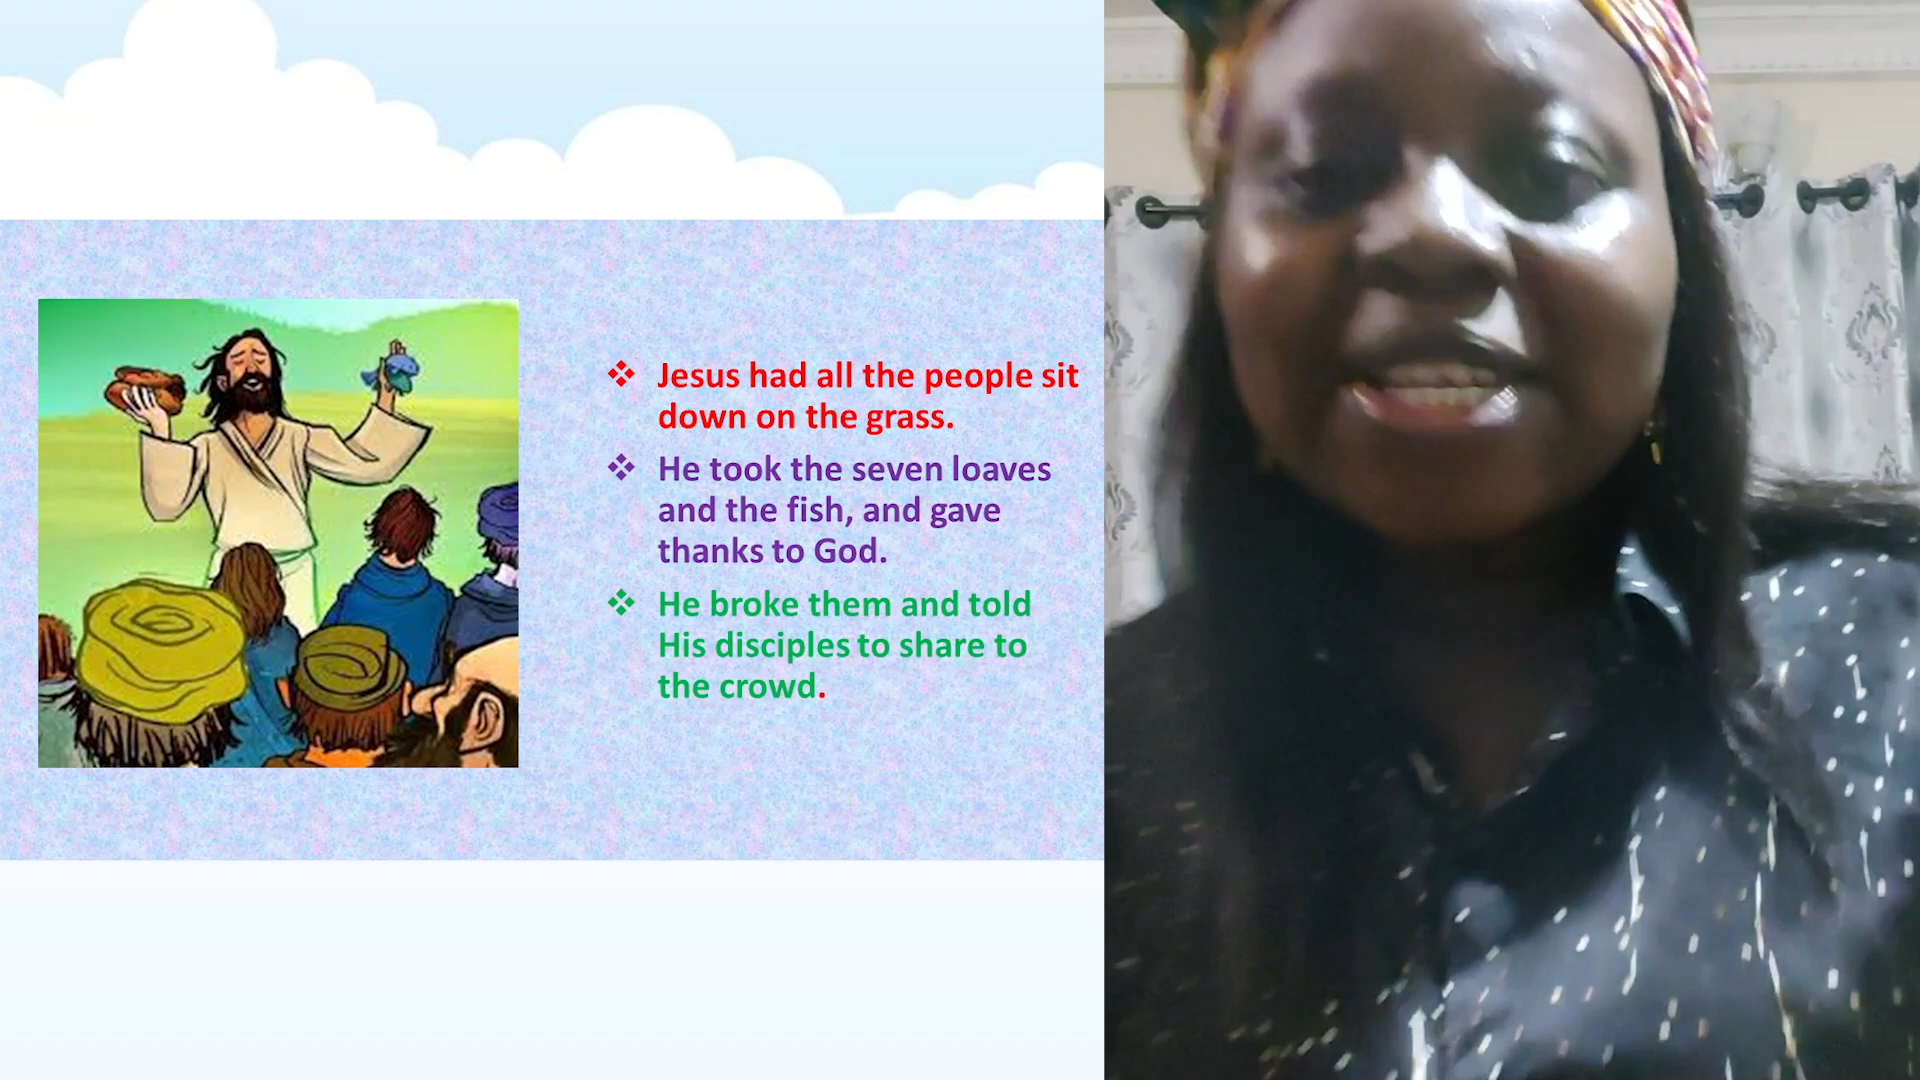 ❖ Jesus had all the people sit
down on the grass.
❖ He took the seven loaves
and the fish, and gave
thanks to God.
❖ He broke them and told
His disciples to share to
the crowd.